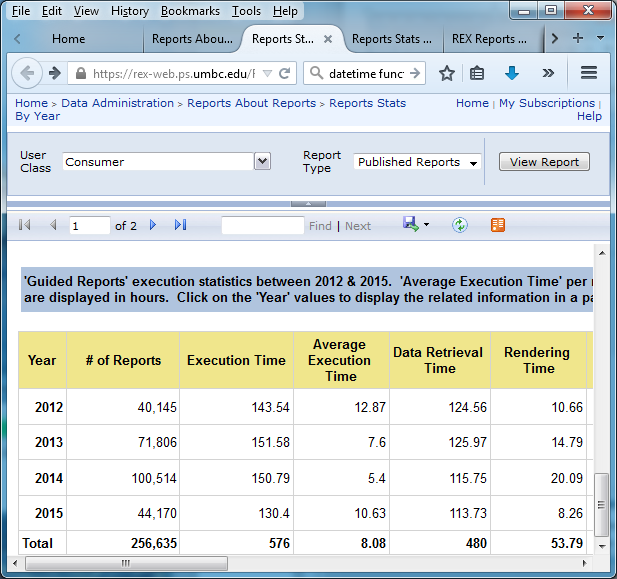 File Edit View History Bookmarks Tools Help
Home Reports Abou... Reports St... Reports Stats ... REX Reports ...
https://rex-web.ps.umbc.edu/ datetime func
Home > Data Administration > Reports About Reports > Reports Stats By Year
Home | My Subscriptions | Help
User Class Consumer Report Type Published Reports View Report
1 of 2 Find | Next
'Guided Reports' execution statistics between 2012 & 2015. 'Average Execution Time' per
are displayed in hours. Click on the 'Year' values to display the related information in a
Year # of Reports Execution Time Average Execution Time Data Retrieval Time Rendering Time
2012 40,145 143.54 12.87 124.56 10.66
2013 71,806 151.58 7.6 125.97 14.79
2014 100,514 150.79 5.4 115.75 20.09
2015 44,170 130.4 10.63 113.73 8.26
Total 256,635 576 8.08 480 53.79